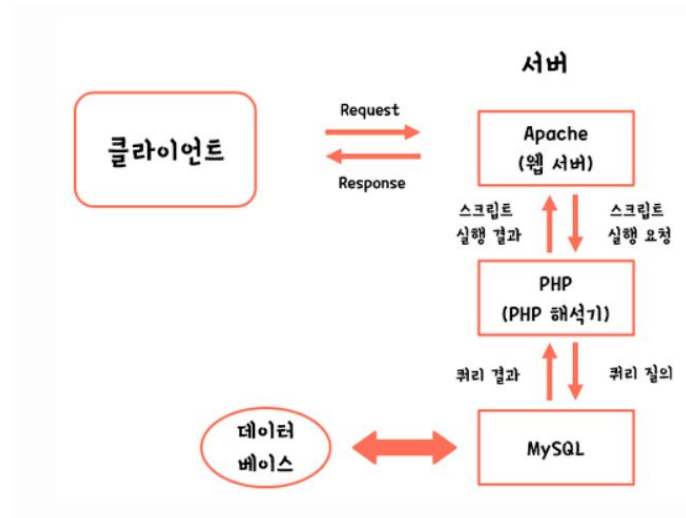 서버
클라이언트
Request
Response
Apache
(웹 서버)
스크립트
실행 결과
스크립트
실행 요청
PHP
(PHP 해석기)
쿼리 결과
쿼리 질의
데이터
베이스
MySQL